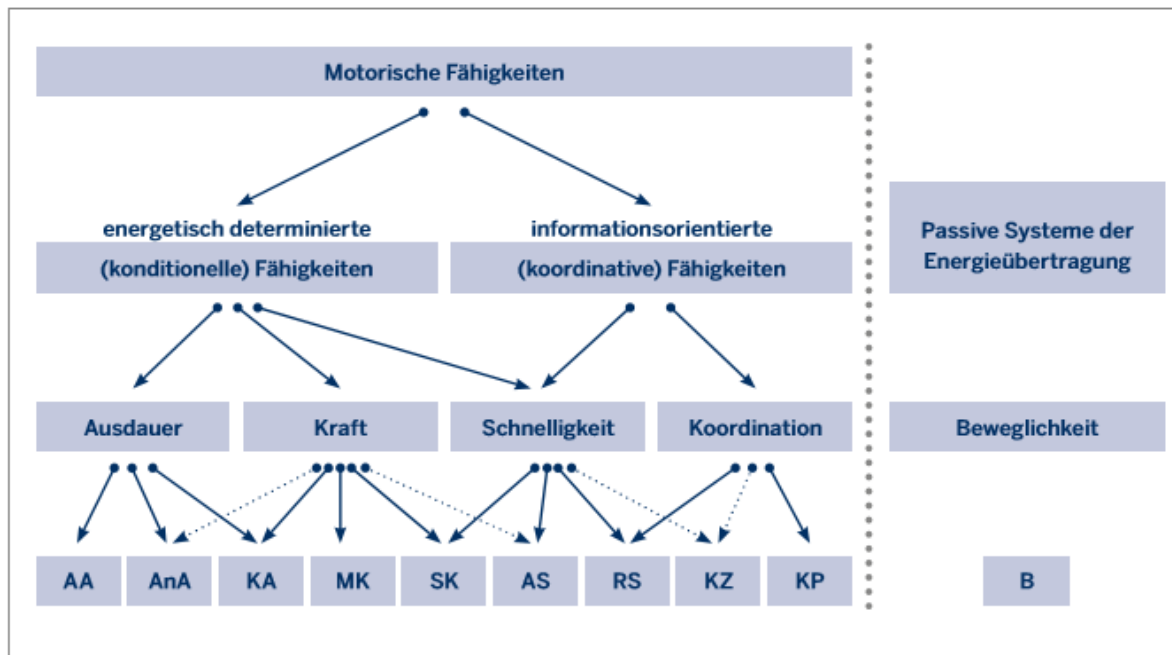 Motorische Fähigkeiten
energetisch determinierte
(konditionelle) Fähigkeiten
informationsorientierte
(koordinative) Fähigkeiten
Passive Systeme der
Energieübertragung
Ausdauer
Kraft
Schnelligkeit
Koordination
Beweglichkeit
AA
AnA
KA
MK
SK
AS
RS
KZ
KP
B